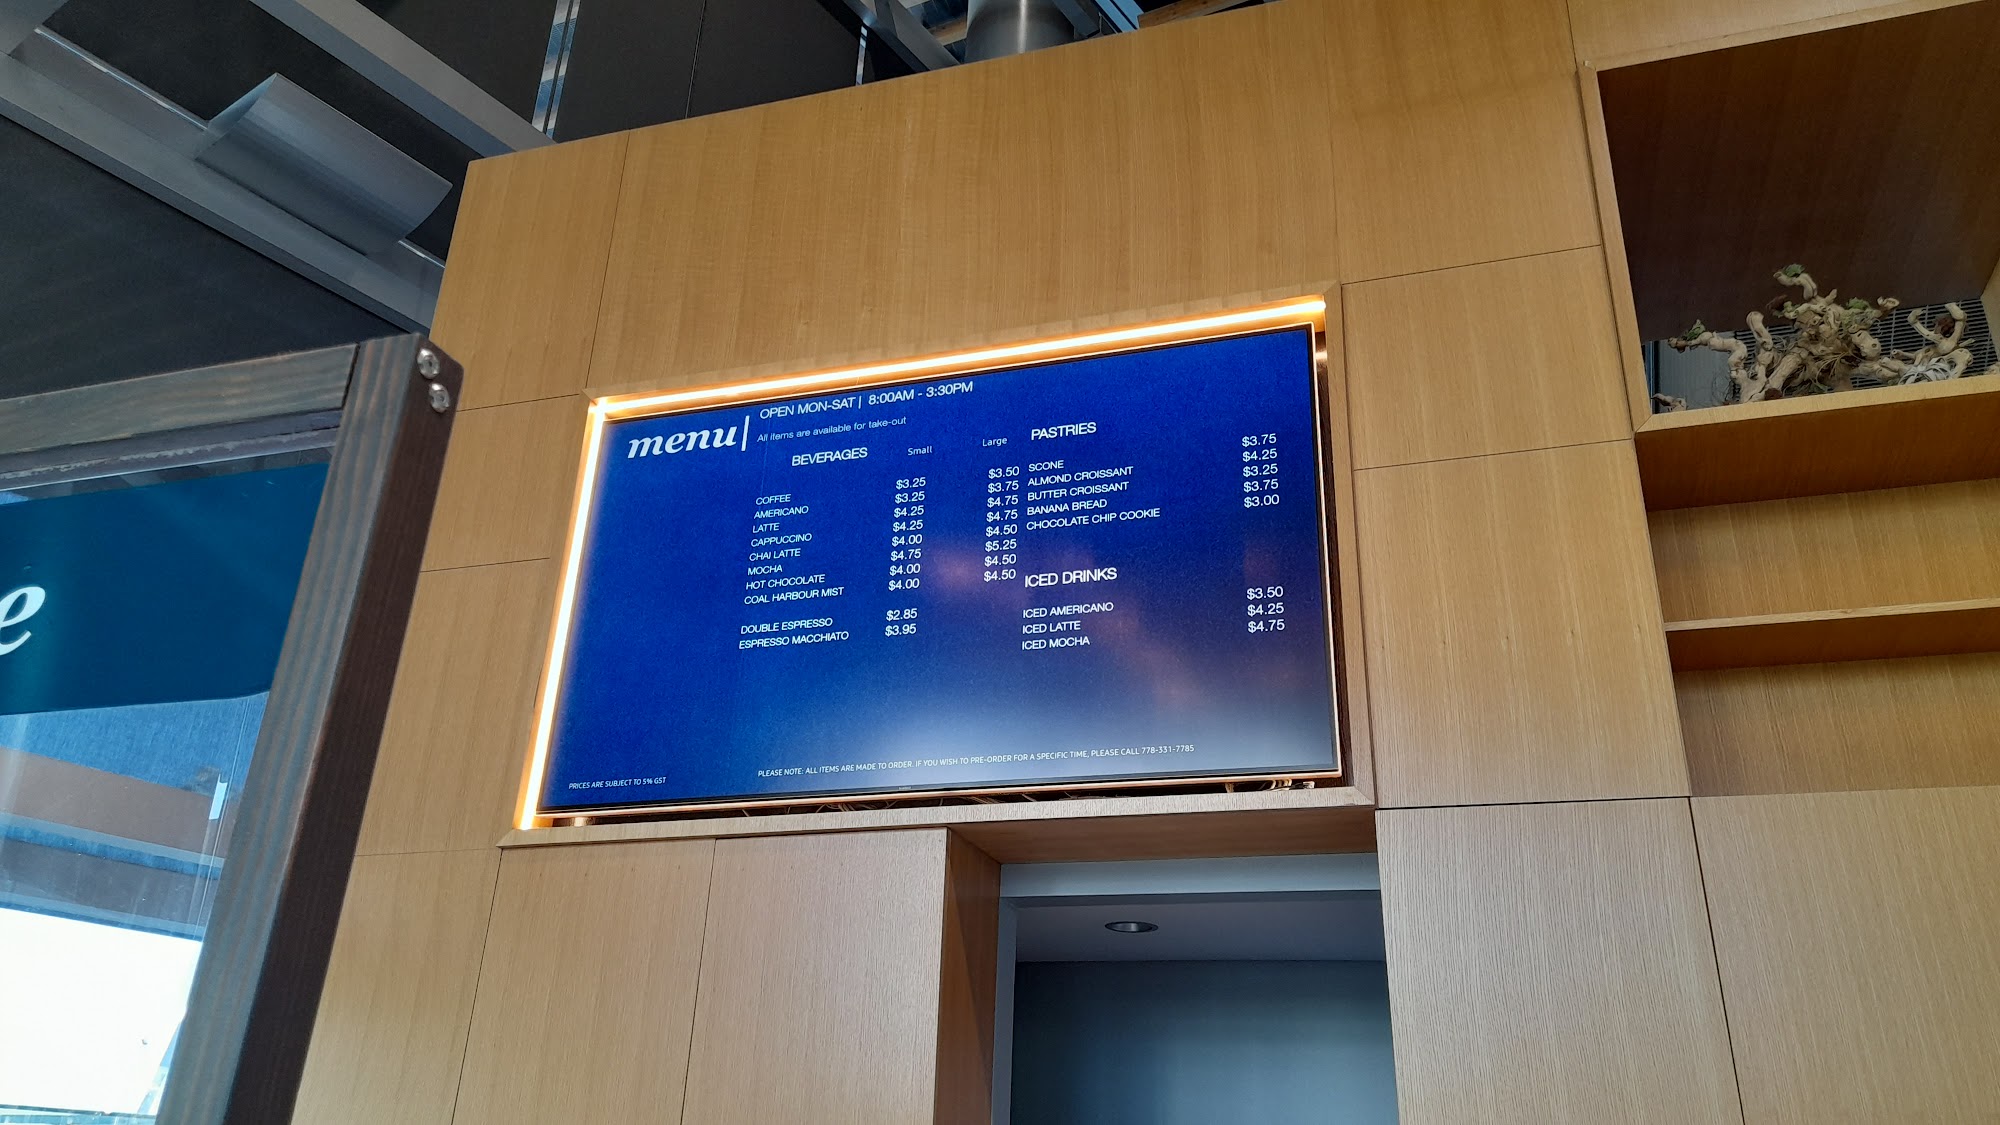 OPEN MON-SAT | 8:00AM - 3:30PM
menu
All items are available for take-out
BEVERAGES Small Large
COFFEE $3.25 $3.50
AMERICANO $3.25 $3.75
LATTE $4.25 $4.75
CAPPUCCINO $4.25 $4.75
CHAI LATTE $4.00 $4.50
MOCHA $4.75 $5.25
HOT CHOCOLATE $4.00 $4.50
COAL HARBOUR MIST $4.00 $4.50
DOUBLE ESPRESSO $2.85
ESPRESSO MACCHIATO $3.95
PASTRIES
SCONE $3.75
ALMOND CROISSANT $4.25
BUTTER CROISSANT $3.25
BANANA BREAD $3.75
CHOCOLATE CHIP COOKIE $3.00
ICED DRINKS
ICED AMERICANO $3.50
ICED LATTE $4.25
ICED MOCHA $4.75
PRICES ARE SUBJECT TO 5% GST
PLEASE NOTE: ALL ITEMS ARE MADE TO ORDER. IF YOU WISH TO PRE-ORDER FOR A SPECIFIC TIME, PLEASE CALL 778-331-7785
e